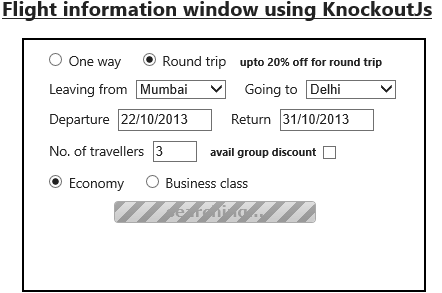 Flight information window using KnockoutJs
One way Round trip upto 20% off for round trip
Leaving from Mumbai Going to Delhi
Departure 22/10/2013 Return 31/10/2013
No. of travellers 3 avail group discount
Economy Business class
searching...